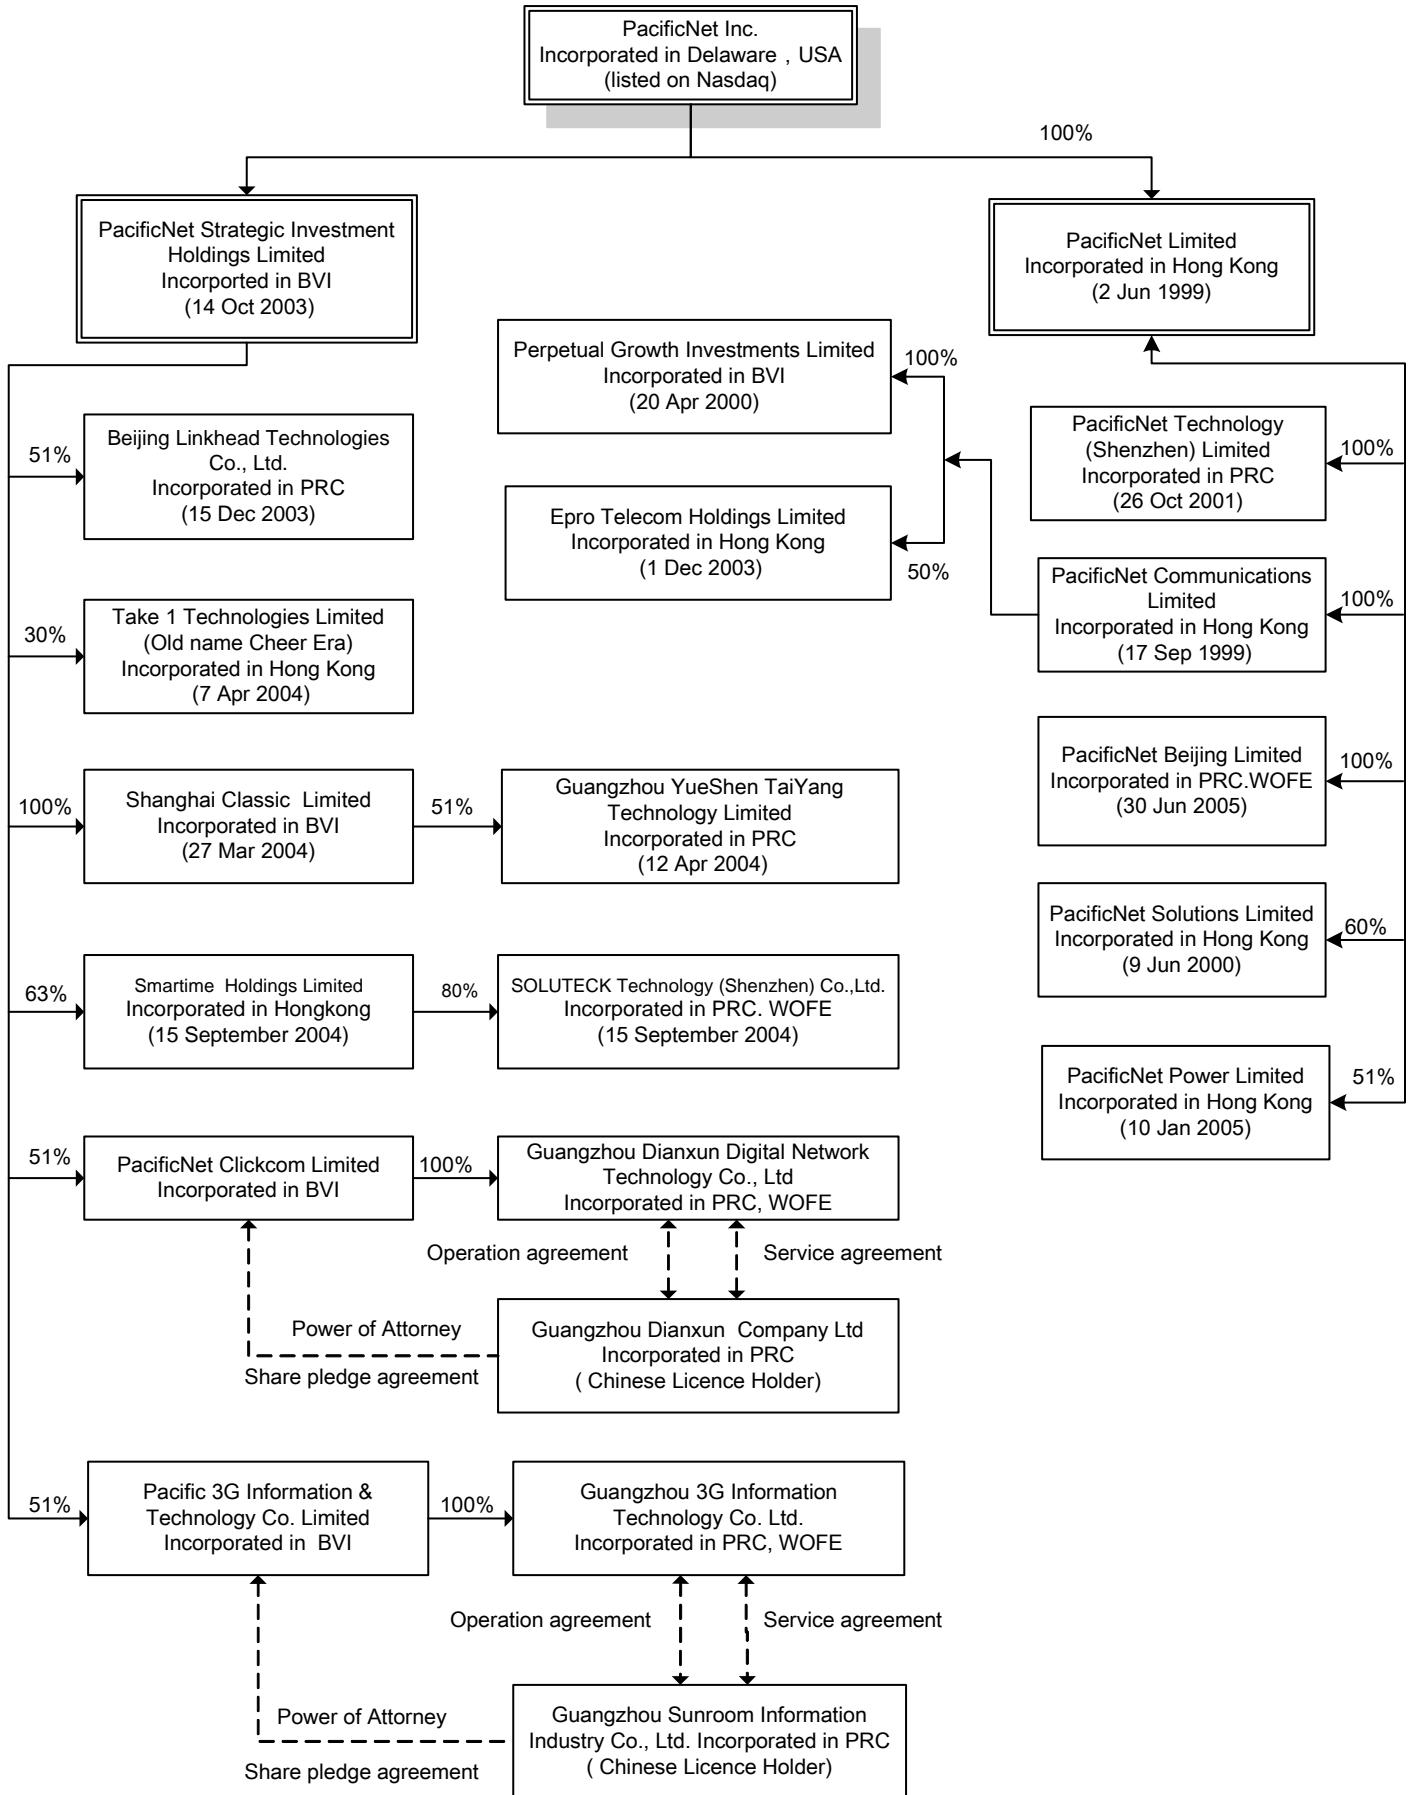 PacificNet Inc.
Incorporated in Delaware , USA
(listed on Nasdaq)
100%
PacificNet Strategic Investment
Holdings Limited
Incorported in BVI
(14 Oct 2003)
PacificNet Limited
Incorporated in Hong Kong
(2 Jun 1999)
Perpetual Growth Investments Limited
Incorporated in BVI
(20 Apr 2000)
100%
Epro Telecom Holdings Limited
Incorporated in Hong Kong
(1 Dec 2003)
50%
PacificNet Technology
(Shenzhen) Limited
Incorporated in PRC
(26 Oct 2001)
100%
PacificNet Communications
Limited
Incorporated in Hong Kong
(17 Sep 1999)
100%
PacificNet Beijing Limited
Incorporated in PRC.WOFE
(30 Jun 2005)
100%
PacificNet Solutions Limited
Incorporated in Hong Kong
(9 Jun 2000)
60%
PacificNet Power Limited
Incorporated in Hong Kong
(10 Jan 2005)
51%
51%
Beijing Linkhead Technologies
Co., Ltd.
Incorporated in PRC
(15 Dec 2003)
30%
Take 1 Technologies Limited
(Old name Cheer Era)
Incorporated in Hong Kong
(7 Apr 2004)
100%
Shanghai Classic Limited
Incorporated in BVI
(27 Mar 2004)
51%
Guangzhou YueShen TaiYang
Technology Limited
Incorporated in PRC
(12 Apr 2004)
63%
Smartime Holdings Limited
Incorporated in Hongkong
(15 September 2004)
80%
SOLUTECK Technology (Shenzhen) Co.,Ltd.
Incorporated in PRC. WOFE
(15 September 2004)
51%
PacificNet Clickcom Limited
Incorporated in BVI
100%
Guangzhou Dianxun Digital Network
Technology Co., Ltd
Incorporated in PRC, WOFE
Operation agreement
Service agreement
Power of Attorney
Share pledge agreement
Guangzhou Dianxun Company Ltd
Incorporated in PRC
( Chinese Licence Holder)
51%
Pacific 3G Information &
Technology Co. Limited
Incorporated in BVI
100%
Guangzhou 3G Information
Technology Co. Ltd.
Incorporated in PRC, WOFE
Operation agreement
Service agreement
Power of Attorney
Share pledge agreement
Guangzhou Sunroom Information
Industry Co., Ltd. Incorporated in PRC
( Chinese Licence Holder)